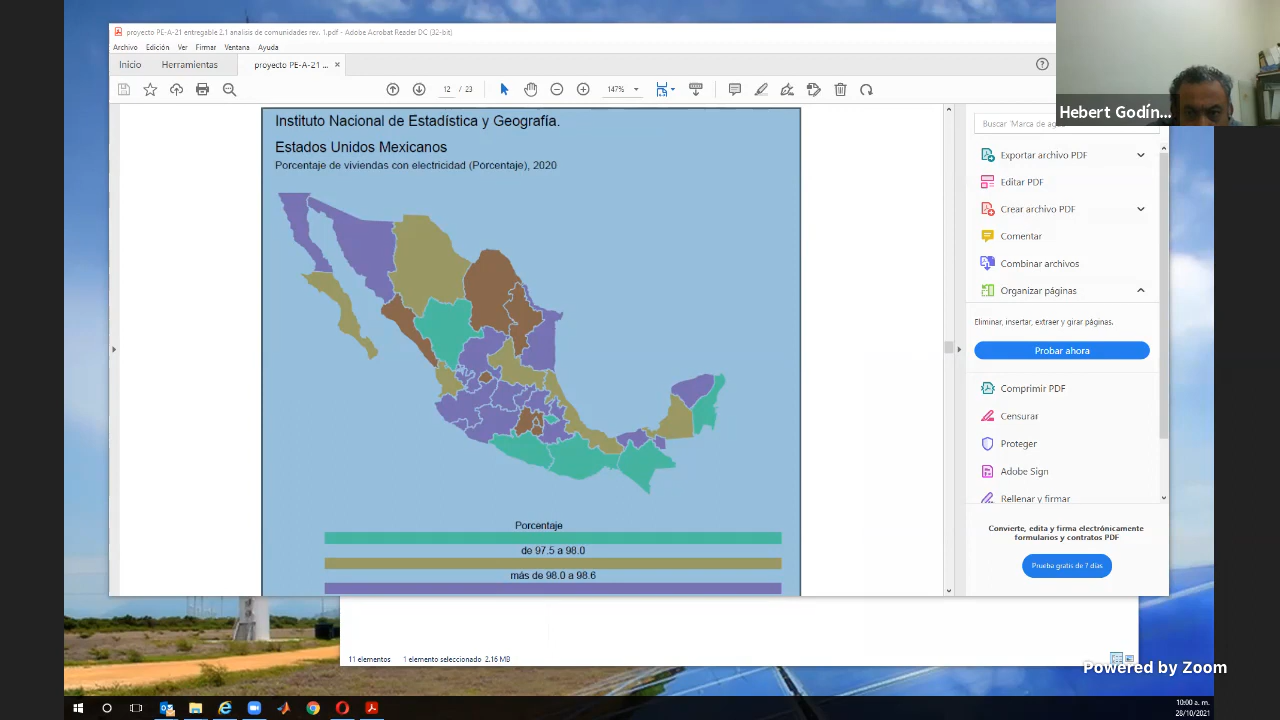 proyecto PE-A-21 entregable 2.1 analisis de comunidades rev. 1.pdf - Adobe Acrobat Reader DC (32-bit)
Archivo Edición Ver Firmar Ventana Ayuda
Inicio Herramientas proyecto PE-A-21 ... ×
12 / 23 147%
Hebert Godín...
Instituto Nacional de Estadística y Geografía.
Estados Unidos Mexicanos
Porcentaje de viviendas con electricidad (Porcentaje), 2020
Porcentaje
de 97.5 a 98.0
más de 98.0 a 98.6
Buscar 'Marca de ag
Exportar archivo PDF
Editar PDF
Crear archivo PDF
Comentar
Combinar archivos
Organizar páginas
Eliminar, insertar, extraer y girar páginas.
Probar ahora
Comprimir PDF
Censurar
Proteger
Adobe Sign
Rellenar y firmar
Convierte, edita y firma electrónicamente
formularios y contratos PDF
Prueba gratis de 7 días
11 elementos 1 elemento seleccionado 2.16 MB
Powered by Zoom
10:00 a. m.
28/10/2021